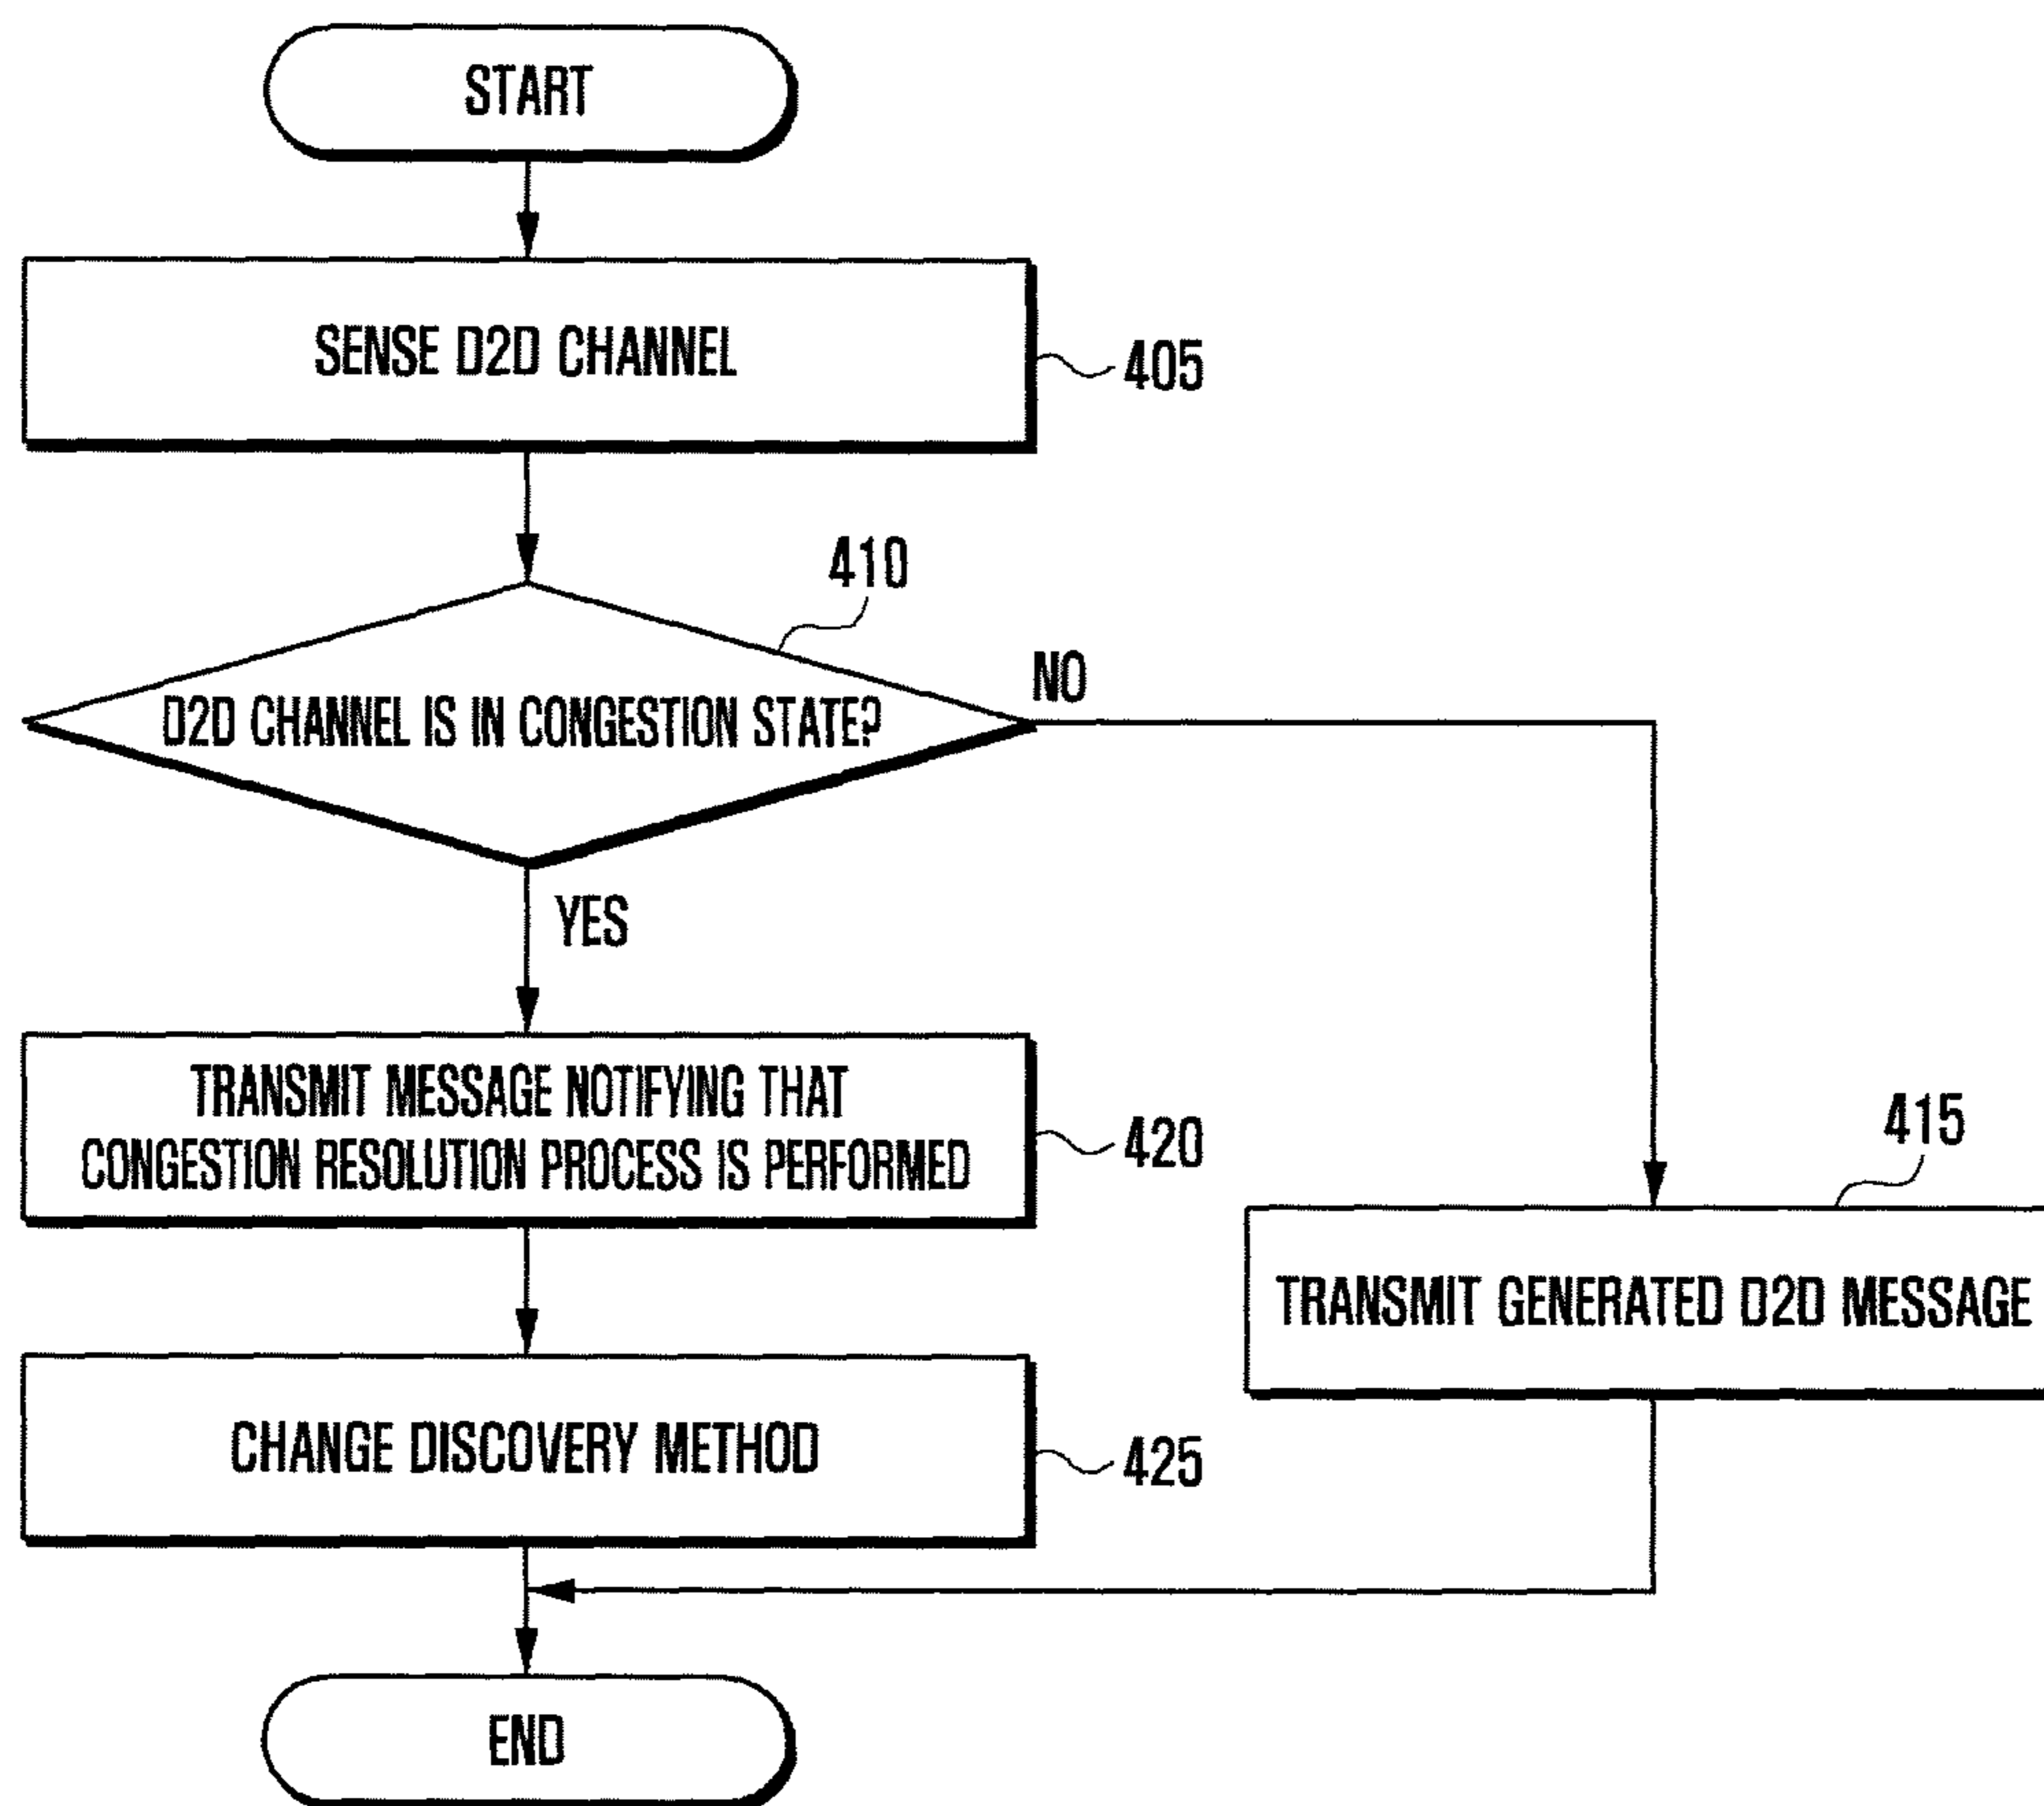 START
SENSE D2D CHANNEL
405
410
D2D CHANNEL IS IN CONGESTION STATE?
NO
YES
TRANSMIT MESSAGE NOTIFYING THAT
CONGESTION RESOLUTION PROCESS IS PERFORMED
420
415
TRANSMIT GENERATED D2D MESSAGE
CHANGE DISCOVERY METHOD
425
END